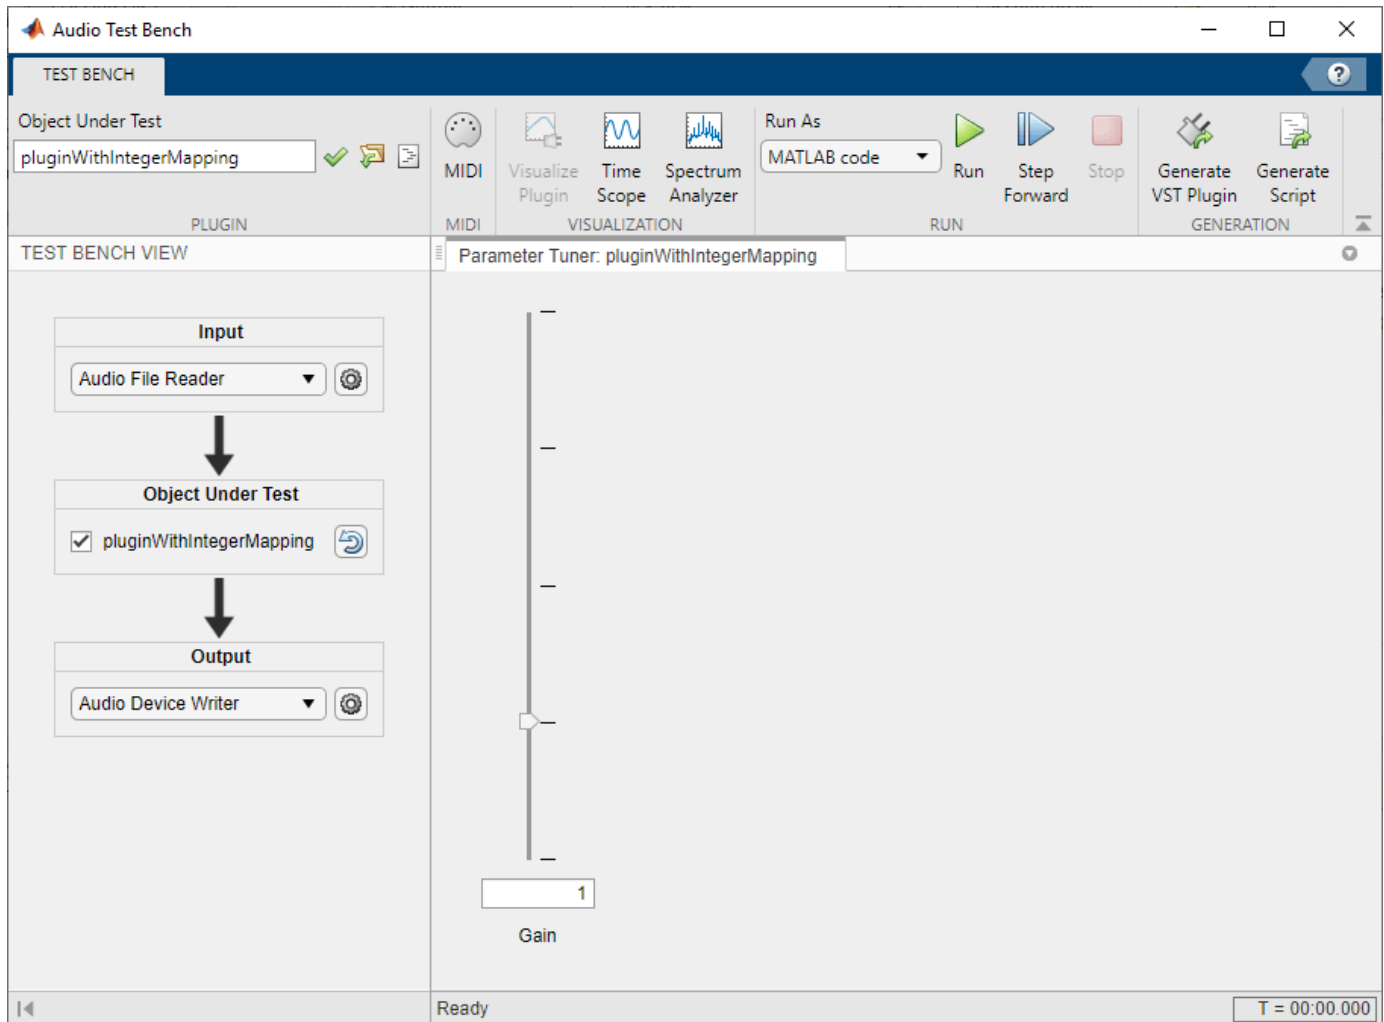 Audio Test Bench
TEST BENCH
?
Object Under Test
pluginWithIntegerMapping
PLUGIN
MIDI
MIDI
Visualize
Plugin
Time
Scope
Spectrum
Analyzer
VISUALIZATION
Run As
MATLAB code
Run
Step
Forward
Stop
RUN
Generate
VST Plugin
Generate
Script
GENERATION
TEST BENCH VIEW
Parameter Tuner: pluginWithIntegerMapping
Input
Audio File Reader
Object Under Test
pluginWithIntegerMapping
Output
Audio Device Writer
1
Gain
Ready
T = 00:00.000